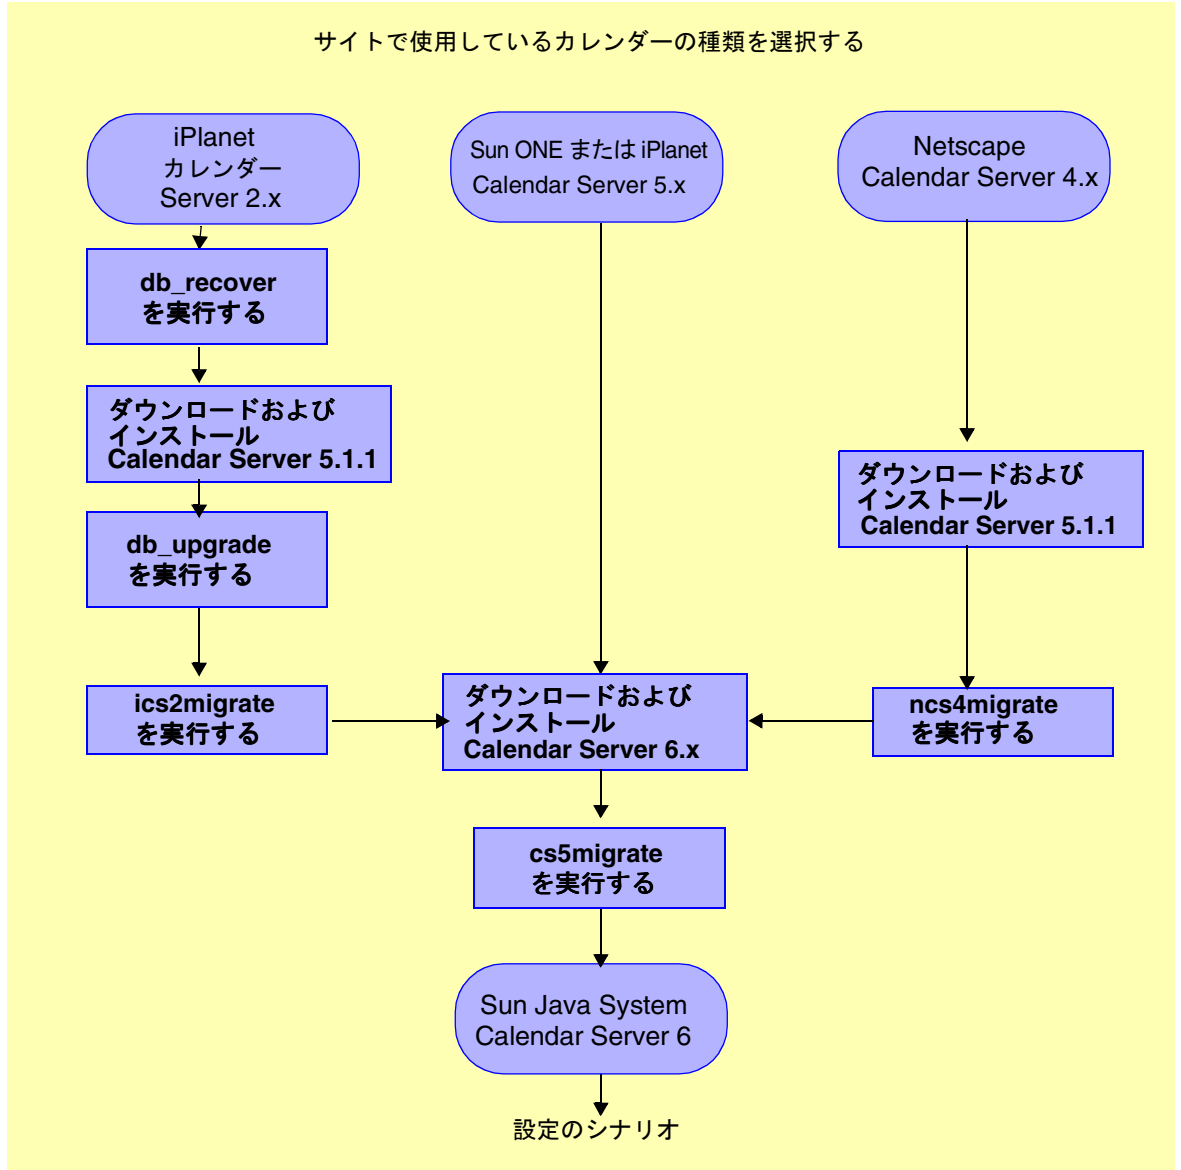 サイトで使用しているカレンダーの種類を選択する
iPlanet
カレンダー
Server 2.x
Sun ONE または iPlanet
Calendar Server 5.x
Netscape
Calendar Server 4.x
db_recover
を実行する
ダウンロードおよび
インストール
Calendar Server 5.1.1
db_upgrade
を実行する
ics2migrate
を実行する
ダウンロードおよび
インストール
Calendar Server 5.1.1
ncs4migrate
を実行する
ダウンロードおよび
インストール
Calendar Server 6.x
cs5migrate
を実行する
Sun Java System
Calendar Server 6
設定のシナリオ